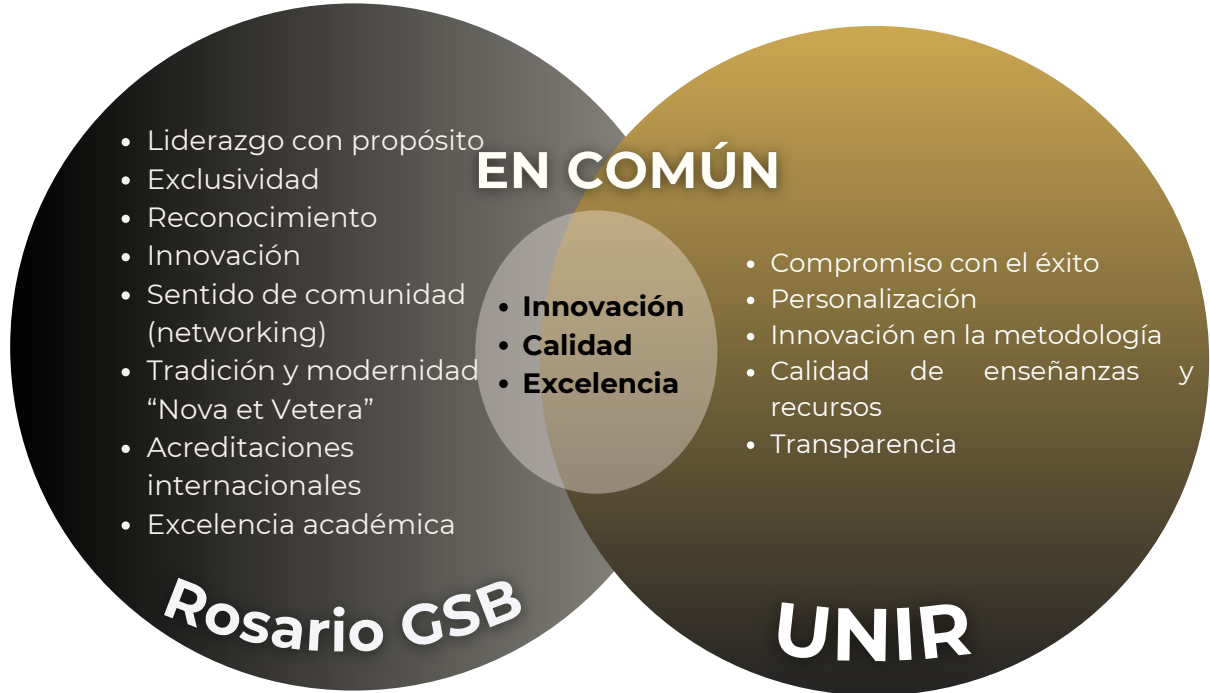 • Liderazgo con propósito
• Exclusividad
• Reconocimiento
• Innovación
• Sentido de comunidad
(networking)
• Tradición y modernidad
“Nova et Vetera”
• Acreditaciones
internacionales
• Excelencia académica
Rosario GSB
EN COMÚN
• Innovación
• Calidad
• Excelencia
• Compromiso con el éxito
• Personalización
• Innovación en la metodología
• Calidad de enseñanzas y
recursos
• Transparencia
UNIR